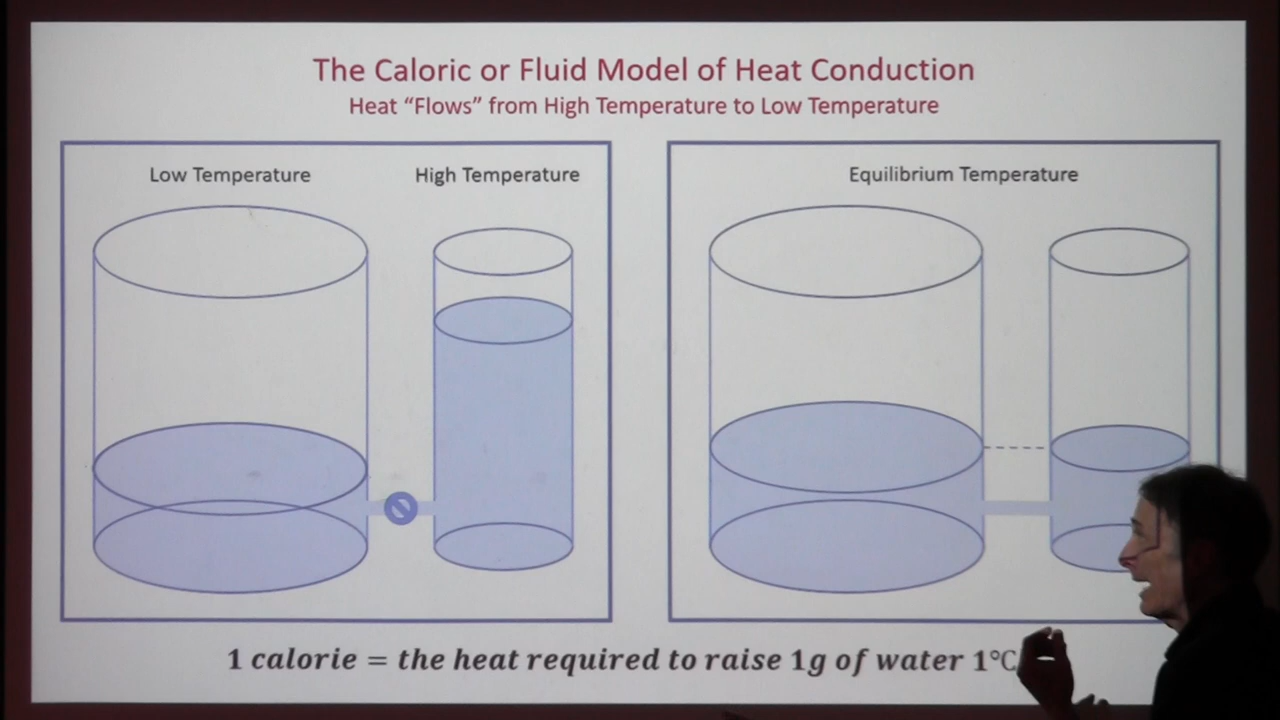 The Caloric or Fluid Model of Heat Conduction
Heat “Flows” from High Temperature to Low Temperature
Low Temperature
High Temperature
Equilibrium Temperature
1 calorie = the heat required to raise 1g of water 1°C